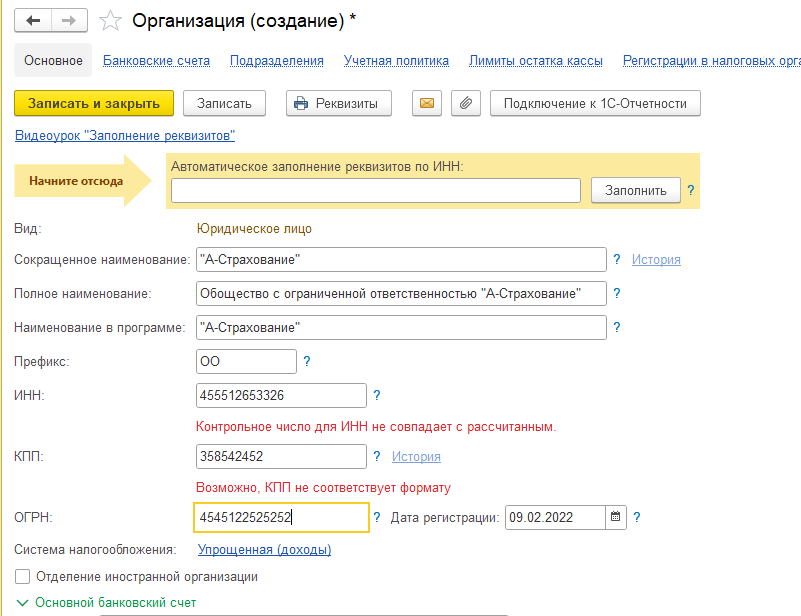 Организация (создание) *
Основное Банковские счета Подразделения Учетная политика Лимиты остатка кассы Регистрации в налоговых орга
Записать и закрыть Записать Реквизиты Подключение к 1С-Отчетности
Видеоурок "Заполнение реквизитов"
Автоматическое заполнение реквизитов по ИНН:
Начните отсюда Заполнить ?
Вид: Юридическое лицо
Сокращенное наименование: "А-Страхование" ? История
Полное наименование: Обощество с ограниченной ответственностью "А-Страхование" ?
Наименование в программе: "А-Страхование" ?
Префикс: ОО ?
ИНН: 455512653326 ?
Контрольное число для ИНН не совпадает с рассчитанным.
КПП: 358542452 ? История
Возможно, КПП не соответствует формату
ОГРН: 4545122525252 ? Дата регистрации: 09.02.2022 ?
Система налогообложения: Упрощенная (доходы)
Отделение иностранной организации
Основной банковский счет